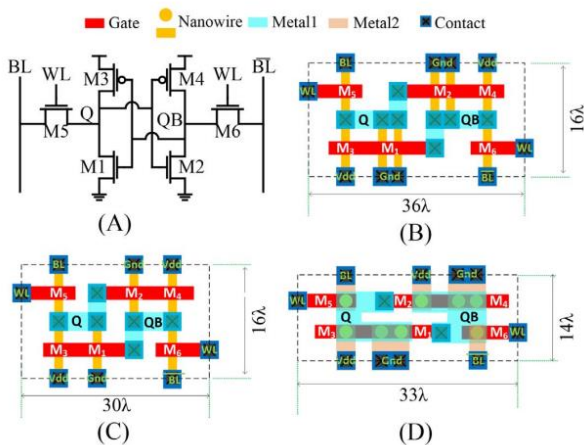 Gate Nanowire Metal1 Metal2 Contact
BL WL M3 M4 WL BL
Q QB
M5 M6
M1 M2
(A)
BL Gnd Vdd
WL M5 M2 M4
Q QB
M3 M1 M6 WL
Vdd Gnd BL
16λ
36λ
(B)
BL Gnd Vdd
WL M5 M2 M4
Q QB
M3 M1 M6 WL
Vdd Gnd BL
16λ
30λ
(C)
BL Vdd Gnd
WL M5 M2 M4
Q QB
M3 M1 M6 WL
Vdd Gnd BL
14λ
33λ
(D)